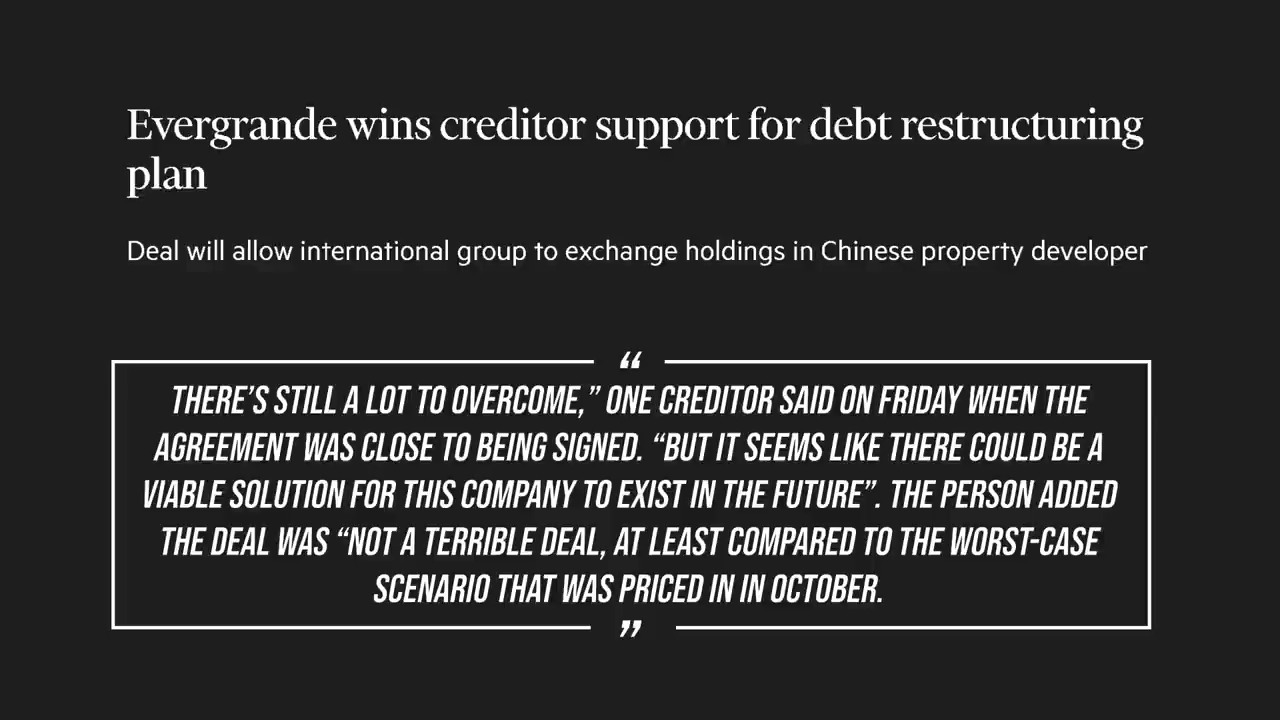 Evergrande wins creditor support for debt restructuring
plan
Deal will allow international group to exchange holdings in Chinese property developer
“
THERE’S STILL A LOT TO OVERCOME,” ONE CREDITOR SAID ON FRIDAY WHEN THE
AGREEMENT WAS CLOSE TO BEING SIGNED. “BUT IT SEEMS LIKE THERE COULD BE A
VIABLE SOLUTION FOR THIS COMPANY TO EXIST IN THE FUTURE”. THE PERSON ADDED
THE DEAL WAS “NOT A TERRIBLE DEAL, AT LEAST COMPARED TO THE WORST-CASE
SCENARIO THAT WAS PRICED IN IN OCTOBER.
”